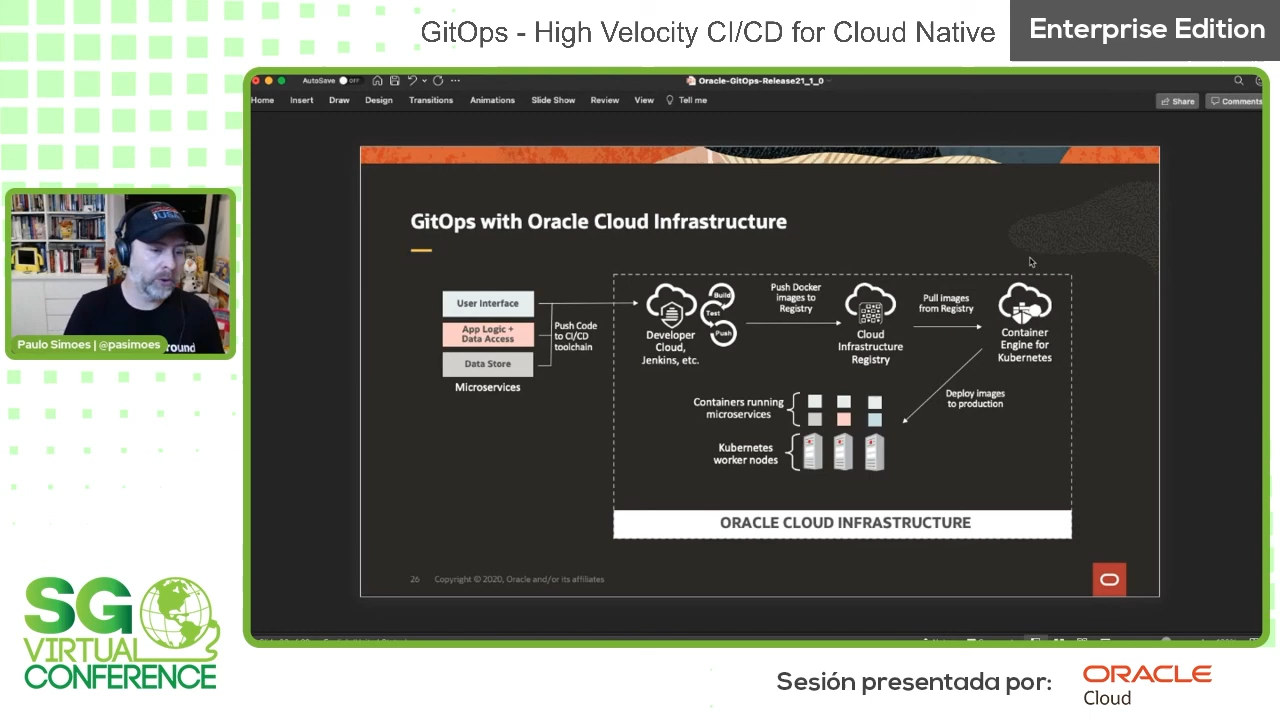 GitOps - High Velocity CI/CD for Cloud Native
Enterprise Edition
AutoSave OFF
Oracle-GitOps-Release21_1_0
Home Insert Draw Design Transitions Animations Slide Show Review View Tell me
Share Comments
GitOps with Oracle Cloud Infrastructure
User Interface
App Logic +
Data Access
Data Store
Microservices
Push Code
to CI/CD
toolchain
Build
Test
Push
Developer
Cloud,
Jenkins, etc.
Push Docker
images to
Registry
Cloud
Infrastructure
Registry
Pull images
from Registry
Container
Engine for
Kubernetes
Deploy images
to production
Containers running
microservices
Kubernetes
worker nodes
ORACLE CLOUD INFRASTRUCTURE
26 Copyright © 2020, Oracle and/or its affiliates
Paulo Simoes | @pasimoes
SG
VIRTUAL
CONFERENCE
Sesión presentada por:
ORACLE
Cloud